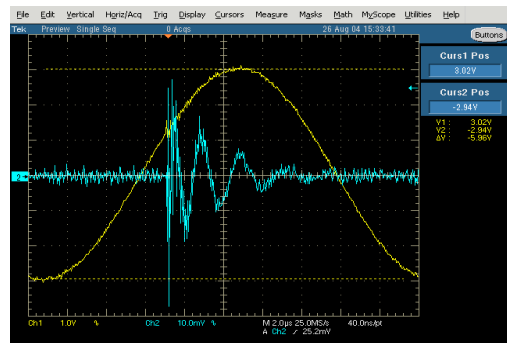 File Edit Vertical Horiz/Acq Trig Display Cursors Measure Masks Math MyScope Utilities Help
Tek Preview Single Seq 0 Acqs 26 Aug 04 15:33:41
Buttons
Curs1 Pos
3.02V
Curs2 Pos
-2.94V
V1: 3.02V
V2: -2.94V
ΔV: -5.96V
2
Ch1 1.0V Ch2 10.0mV M 2.0µs 25.0MS/s 40.0ns/pt
A Ch2 25.2mV